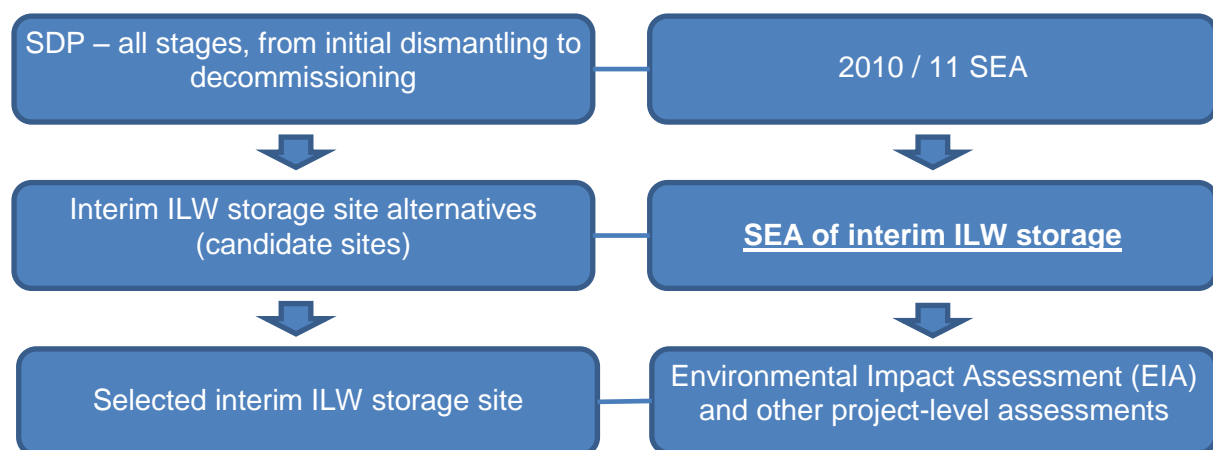 SDP – all stages, from initial dismantling to
decommissioning
2010 / 11 SEA
Interim ILW storage site alternatives
(candidate sites)
SEA of interim ILW storage
Selected interim ILW storage site
Environmental Impact Assessment (EIA)
and other project-level assessments